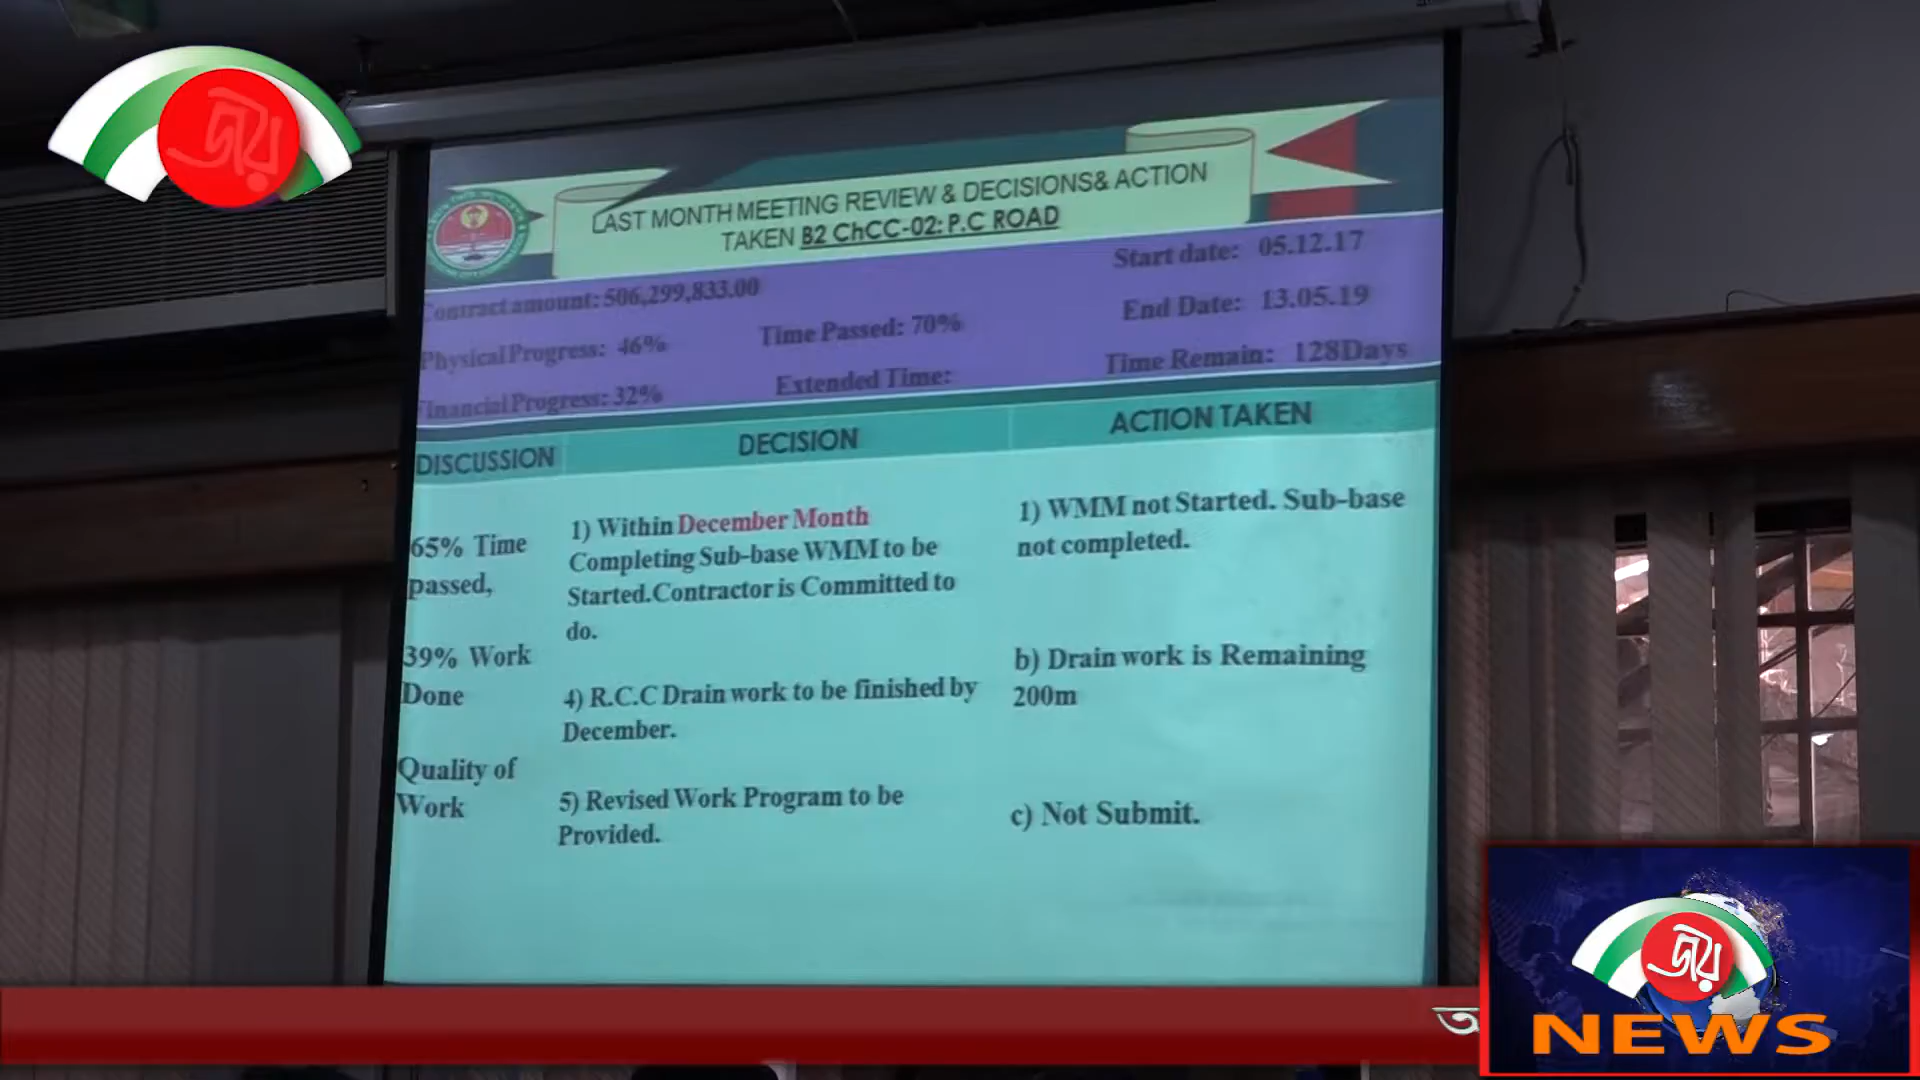 জয়
LAST MONTH MEETING REVIEW & DECISIONS& ACTION
TAKEN B2 ChCC-02: P.C ROAD
Contract amount: 506,299,833.00
Physical Progress: 46%
Financial Progress: 32%
Time Passed: 70%
Extended Time:
Start date: 05.12.17
End Date: 13.05.19
Time Remain: 128Days
DISCUSSION
65% Time
passed,
39% Work
Done
Quality of
Work
DECISION
1) Within December Month
Completing Sub-base WMM to be
Started.Contractor is Committed to
do.
4) R.C.C Drain work to be finished by
December.
5) Revised Work Program to be
Provided.
ACTION TAKEN
1) WMM not Started. Sub-base
not completed.
b) Drain work is Remaining
200m
c) Not Submit.
জয়
NEWS